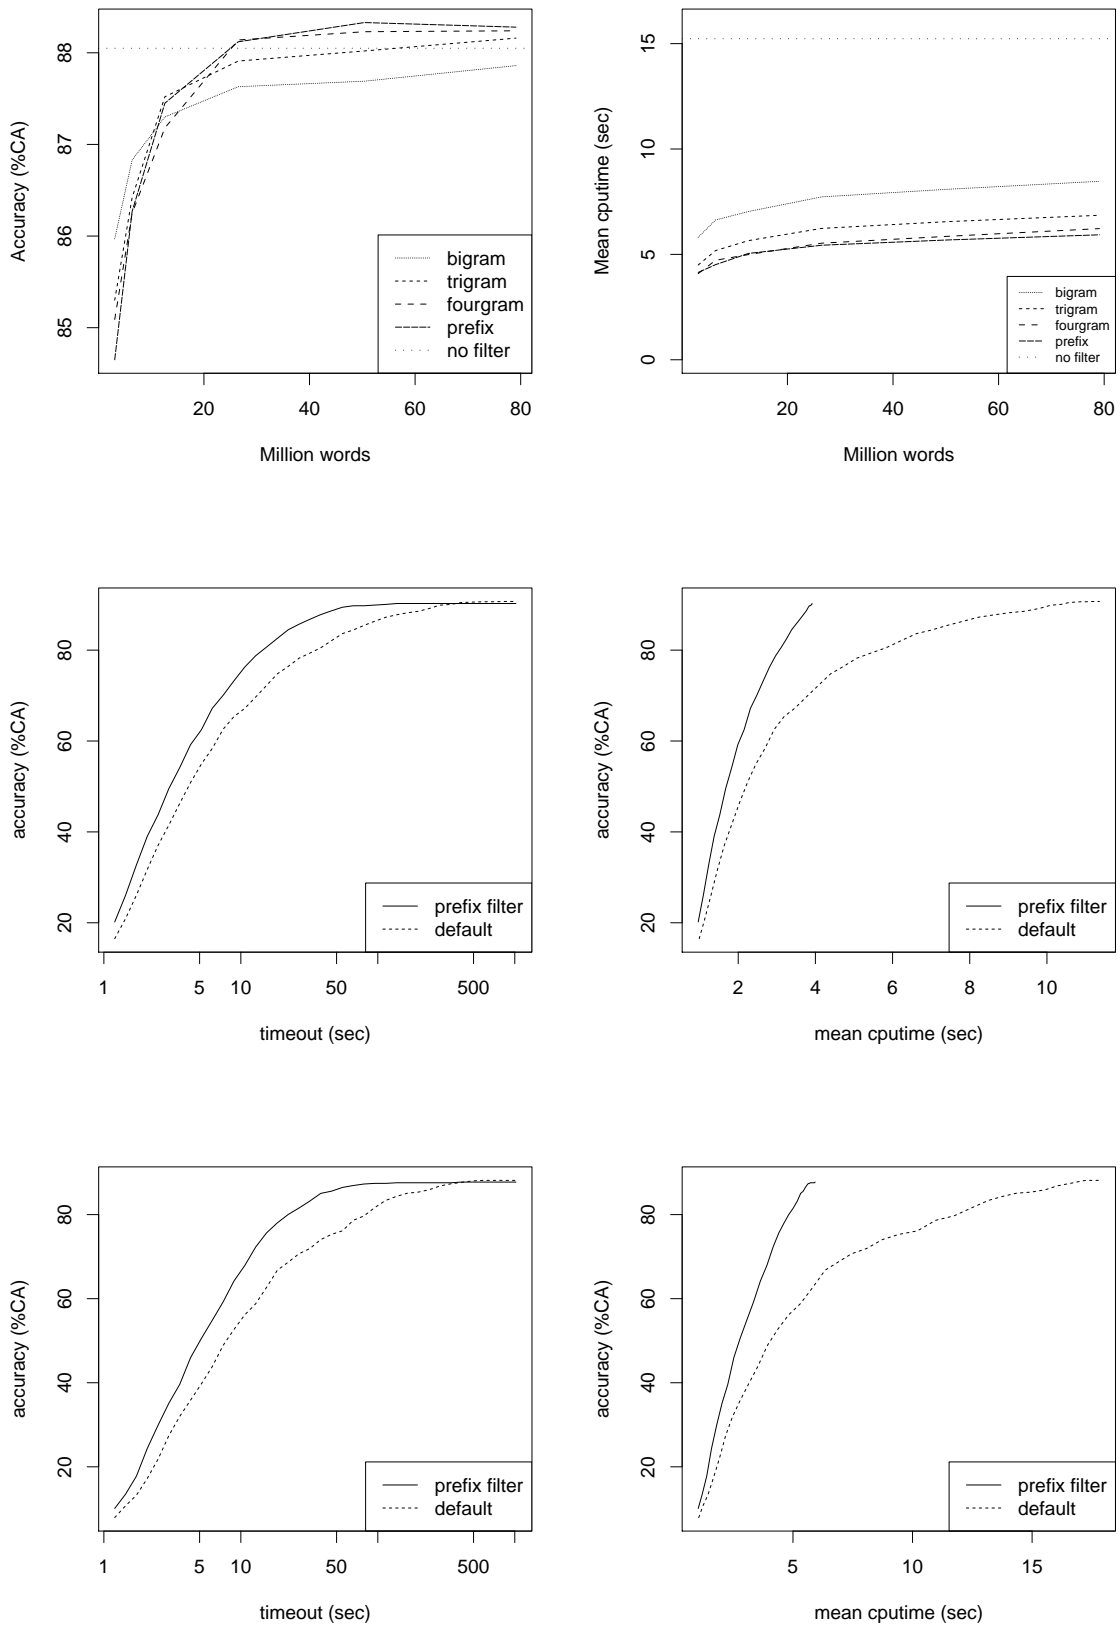 Accuracy (%CA)
88
87
86
85
20
40
60
80
Million words
bigram
trigram
fourgram
prefix
no filter
Mean cputime (sec)
15
10
5
0
20
40
60
80
Million words
bigram
trigram
fourgram
prefix
no filter
accuracy (%CA)
80
60
40
20
1
5
10
50
500
timeout (sec)
prefix filter
default
accuracy (%CA)
80
60
40
20
2
4
6
8
10
mean cputime (sec)
prefix filter
default
accuracy (%CA)
80
60
40
20
1
5
10
50
500
timeout (sec)
prefix filter
default
accuracy (%CA)
80
60
40
20
5
10
15
mean cputime (sec)
prefix filter
default